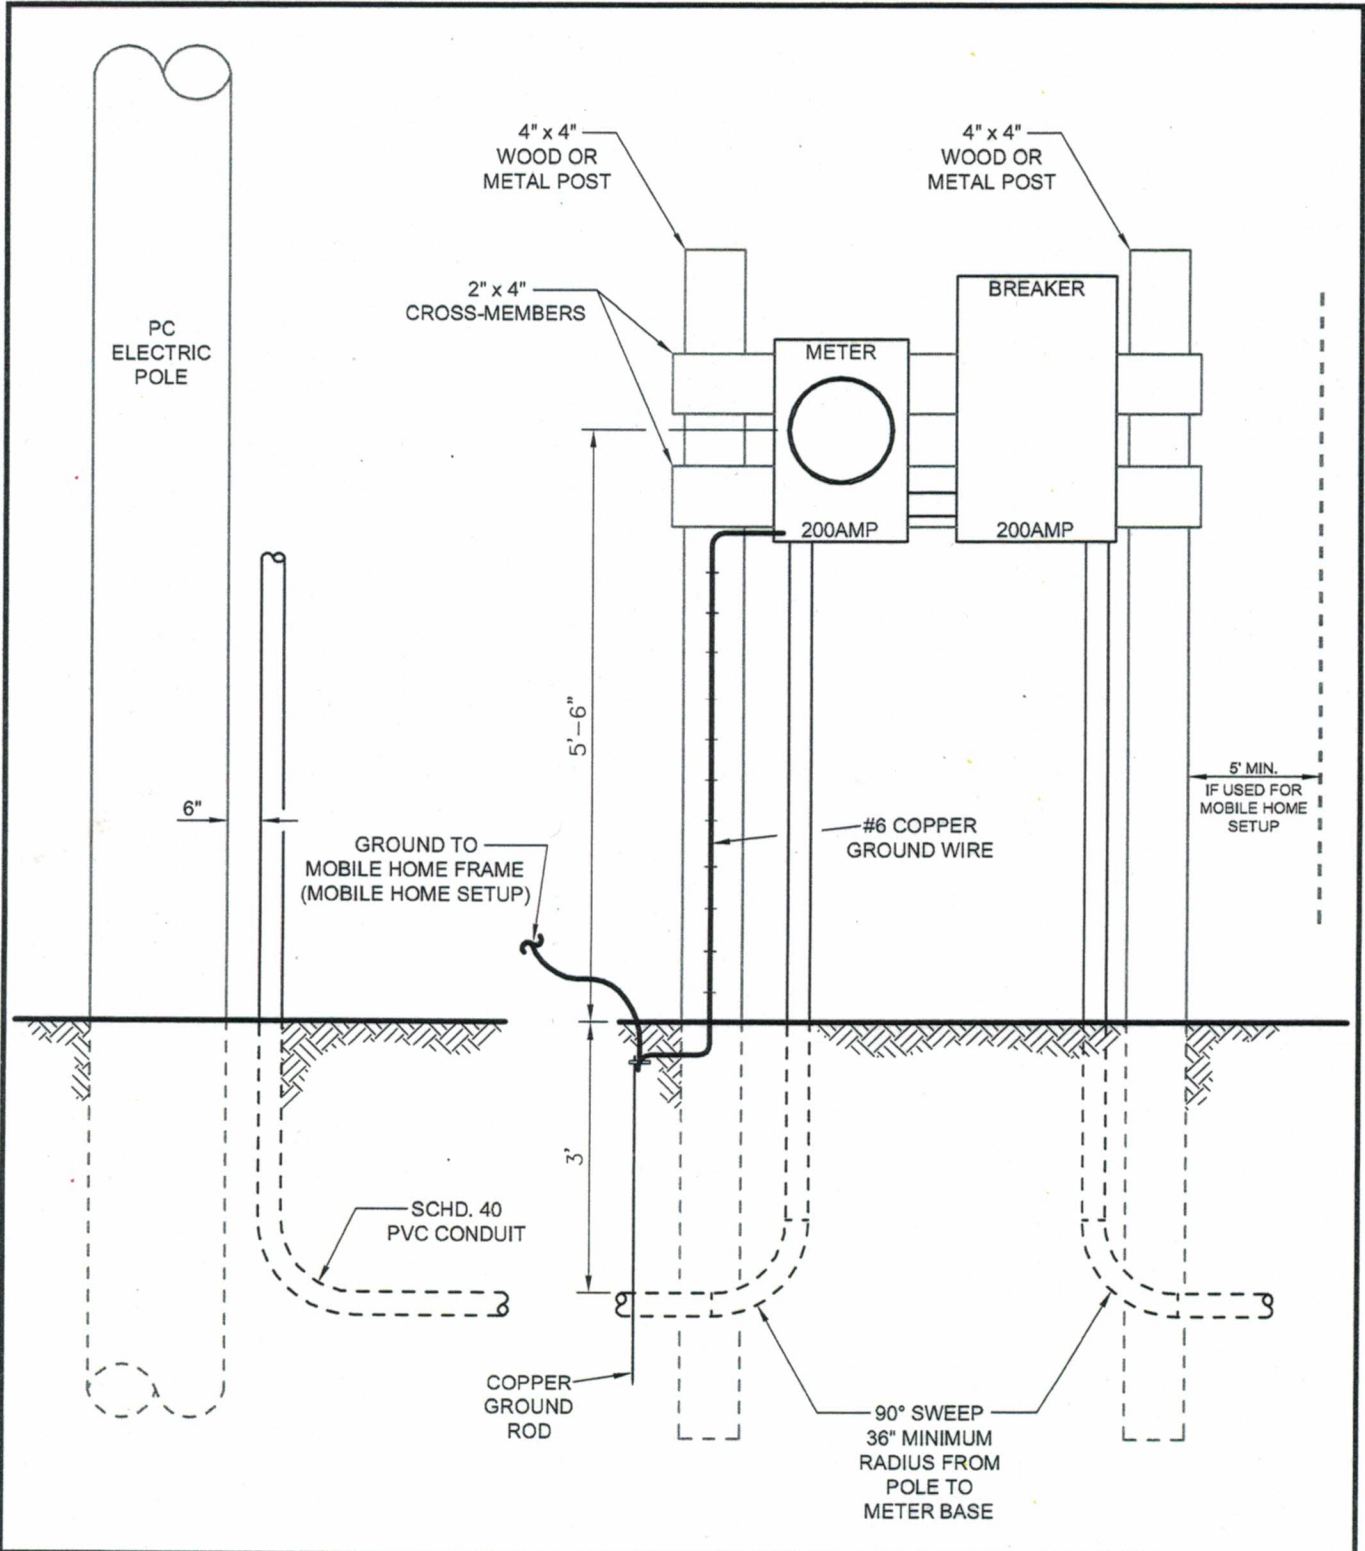 4" x 4"
WOOD OR
METAL POST
4" x 4"
WOOD OR
METAL POST
2" x 4"
CROSS-MEMBERS
BREAKER
PC
ELECTRIC
POLE
METER
200AMP
200AMP
5'-6"
5' MIN.
IF USED FOR
MOBILE HOME
SETUP
6"
#6 COPPER
GROUND WIRE
GROUND TO
MOBILE HOME FRAME
(MOBILE HOME SETUP)
3'
SCHD. 40
PVC CONDUIT
COPPER
GROUND
ROD
90° SWEEP
36" MINIMUM
RADIUS FROM
POLE TO
METER BASE